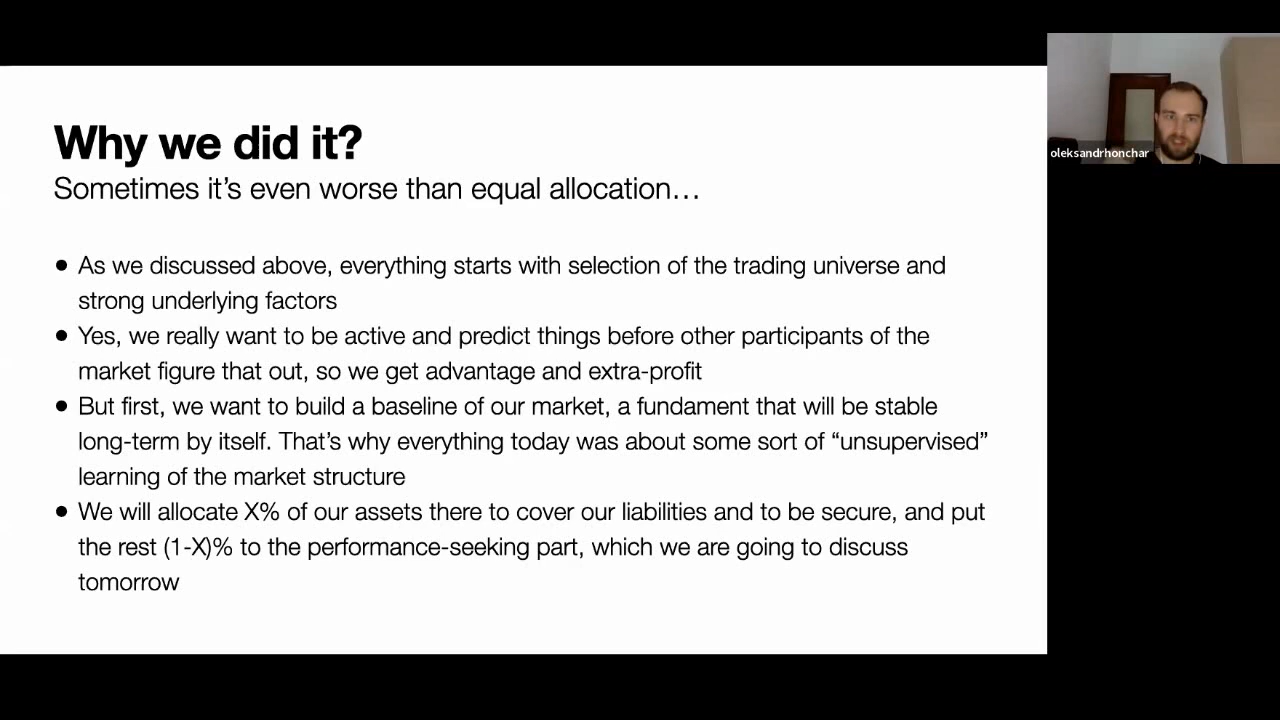 Why we did it?
Sometimes it’s even worse than equal allocation…
● As we discussed above, everything starts with selection of the trading universe and
strong underlying factors
● Yes, we really want to be active and predict things before other participants of the
market figure that out, so we get advantage and extra-profit
● But first, we want to build a baseline of our market, a fundament that will be stable
long-term by itself. That’s why everything today was about some sort of “unsupervised”
learning of the market structure
● We will allocate X% of our assets there to cover our liabilities and to be secure, and put
the rest (1-X)% to the performance-seeking part, which we are going to discuss
tomorrow
oleksandrhonchar